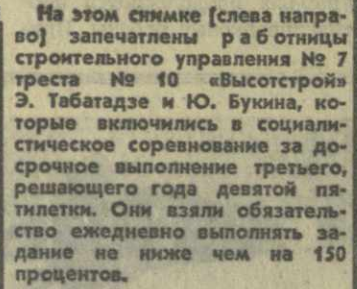 На этом снимке [слева напра-
во] запечатлены работницы
строительного управления № 7
треста № 10 «Высотстрой»
Э. Табатадзе и Ю. Букина, ко-
торые включились в социали-
стическое соревнование за до-
срочное выполнение третьего,
решающего года девятой пя-
тилетки. Они взяли обязатель-
ство ежедневно выполнять за-
дание не ниже чем на 150
процентов.